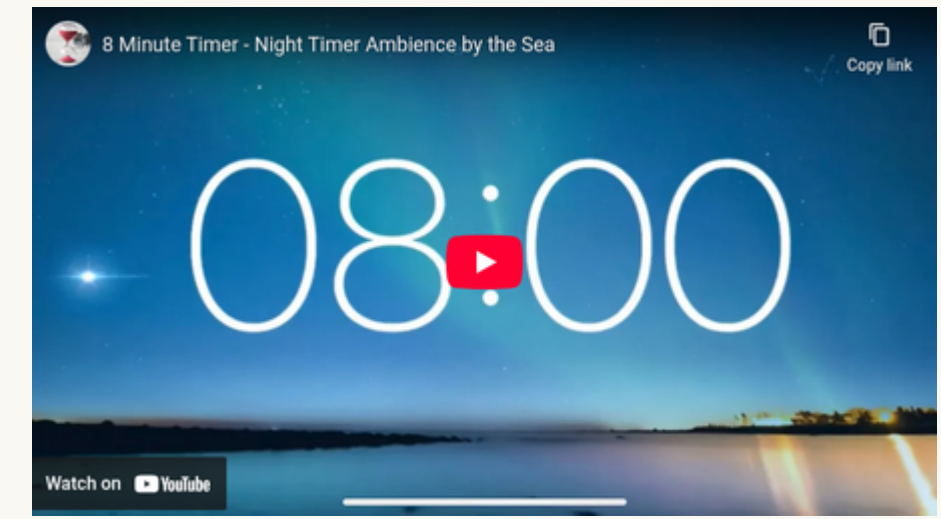 8 Minute Timer - Night Timer Ambience by the Sea
Copy link
08:00
Watch on YouTube